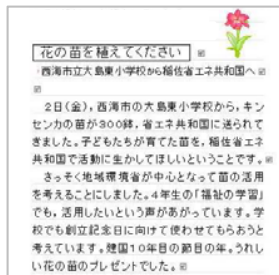 花の苗を植えてください
西海市立大島東小学校から稲佐省エネ共和国へ
２日（金），西海市の大島東小学校から，キン
センカの苗が３００鉢，省エネ共和国に送られて
きました。子どもたちが育てた苗を，稲佐省エネ
共和国で活動に生かしてほしいということです。
さっそく地域環境省が中心となって苗の活用
を考えることにしました。４年生の「福祉の学習」
でも，活用したいという声があがっています。学
校でも創立記念日に向けて使わせてもらおうと
考えています。建国１０年目の節目の年。うれし
い花の苗のプレゼントでした。